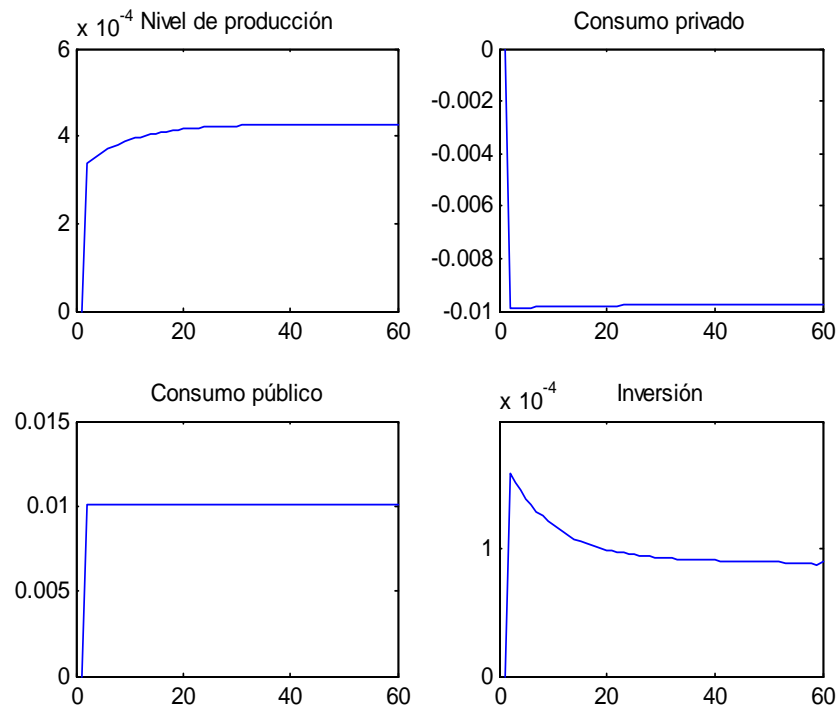 x 10-4 Nivel de producción
6
4
2
0
0 20 40 60
Consumo privado
0
-0.002
-0.004
-0.006
-0.008
-0.01
0 20 40 60
Consumo público
0.015
0.01
0.005
0
0 20 40 60
x 10-4 Inversión
1
0
0 20 40 60